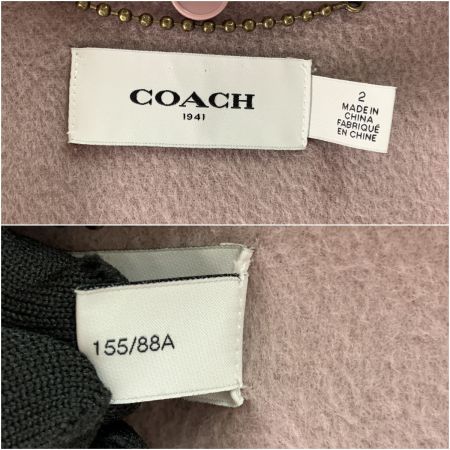 COACH
1941
2
MADE IN
CHINA
FABRIQUÉ
EN CHINE
155/88A